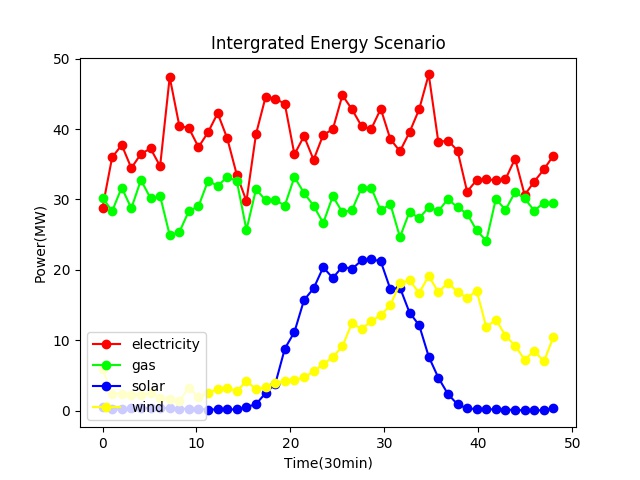 Intergrated Energy Scenario
Power(MW)
50
40
30
20
10
0
electricity
gas
solar
wind
0 10 20 30 40 50
Time(30min)